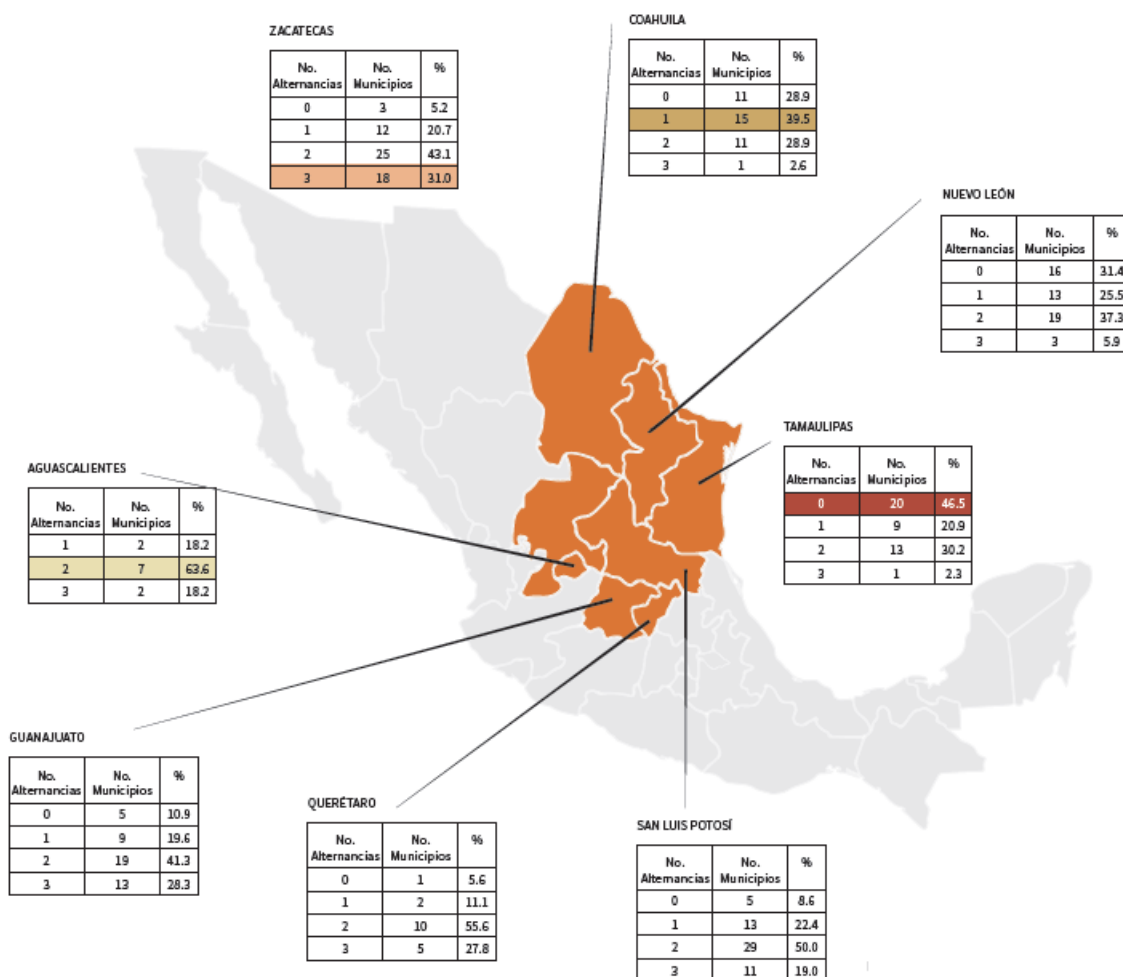 ZACATECAS
No. Alternancias No. Municipios %
0 3 5.2
1 12 20.7
2 25 43.1
3 18 31.0
COAHUILA
No. Alternancias No. Municipios %
0 11 28.9
1 15 39.5
2 11 28.9
3 1 2.6
NUEVO LEÓN
No. Alternancias No. Municipios %
0 16 31.4
1 13 25.5
2 19 37.3
3 3 5.9
TAMAULIPAS
No. Alternancias No. Municipios %
0 20 46.5
1 9 20.9
2 13 30.2
3 1 2.3
AGUASCALIENTES
No. Alternancias No. Municipios %
1 2 18.2
2 7 63.6
3 2 18.2
GUANAJUATO
No. Alternancias No. Municipios %
0 5 10.9
1 9 19.6
2 19 41.3
3 13 28.3
QUERÉTARO
No. Alternancias No. Municipios %
0 1 5.6
1 2 11.1
2 10 55.6
3 5 27.8
SAN LUIS POTOSÍ
No. Alternancias No. Municipios %
0 5 8.6
1 13 22.4
2 29 50.0
3 11 19.0